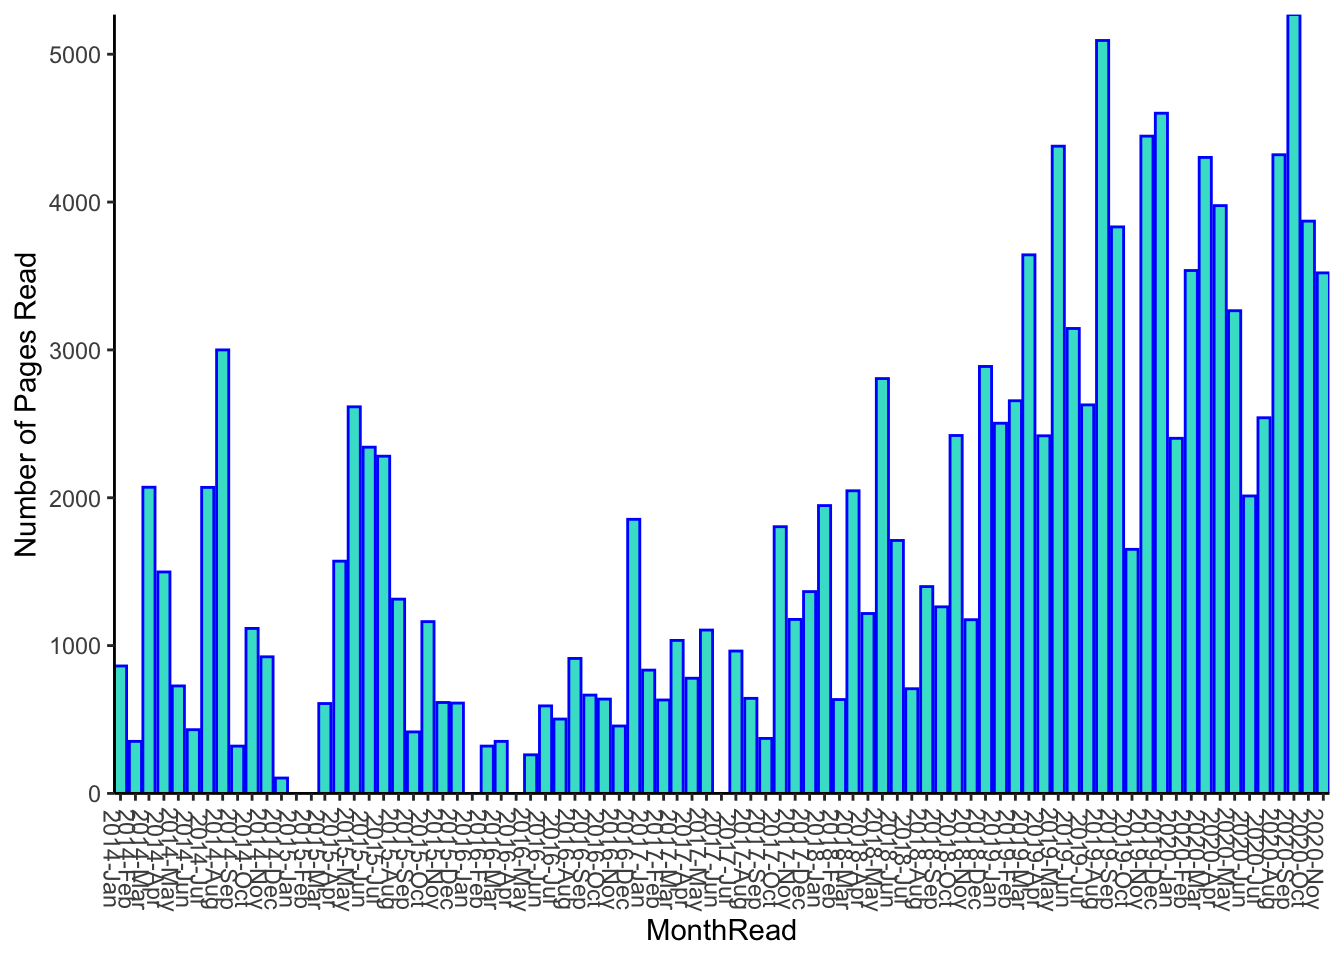 5000
4000
3000
2000
1000
0
Number of Pages Read
2014-Jan
2014-Feb
2014-Mar
2014-Apr
2014-May
2014-Jun
2014-Jul
2014-Aug
2014-Sep
2014-Oct
2014-Nov
2014-Dec
2015-Jan
2015-Feb
2015-Mar
2015-Apr
2015-May
2015-Jun
2015-Jul
2015-Aug
2015-Sep
2015-Oct
2015-Nov
2015-Dec
2016-Jan
2016-Feb
2016-Mar
2016-Apr
2016-May
2016-Jun
2016-Jul
2016-Aug
2016-Sep
2016-Oct
2016-Nov
2016-Dec
2017-Jan
2017-Feb
2017-Mar
2017-Apr
2017-May
2017-Jun
2017-Jul
2017-Aug
2017-Sep
2017-Oct
2017-Nov
2017-Dec
2018-Jan
2018-Feb
2018-Mar
2018-Apr
2018-May
2018-Jun
2018-Jul
2018-Aug
2018-Sep
2018-Oct
2018-Nov
2018-Dec
2019-Jan
2019-Feb
2019-Mar
2019-Apr
2019-May
2019-Jun
2019-Jul
2019-Aug
2019-Sep
2019-Oct
2019-Nov
2019-Dec
2020-Jan
2020-Feb
2020-Mar
2020-Apr
2020-May
2020-Jun
2020-Jul
2020-Aug
2020-Sep
2020-Oct
2020-Nov
MonthRead